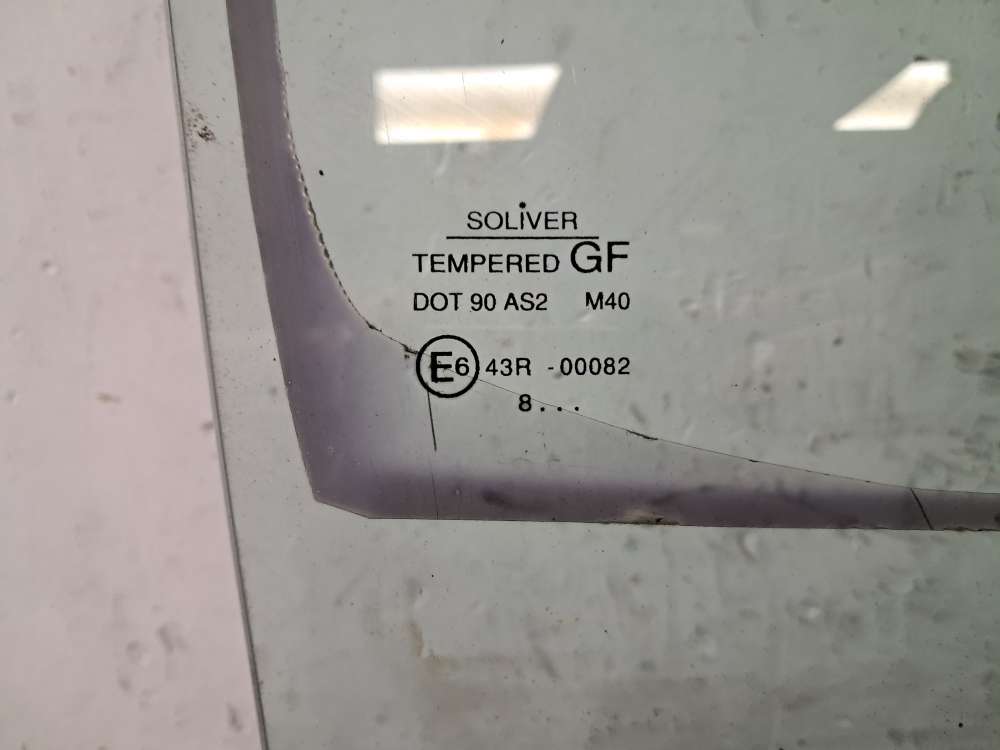 SOLIVER
TEMPERED GF
DOT 90 AS2 M40
E6 43R -00082
8...